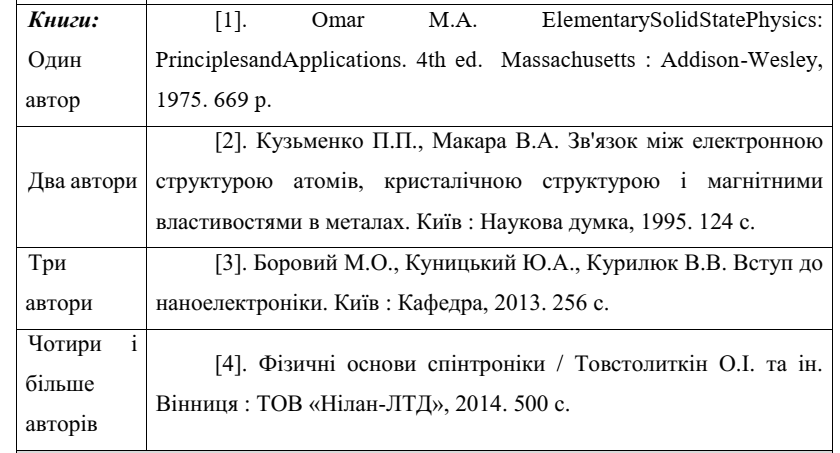 Книги:
Один
автор
[1]. Omar M.A. ElementarySolidStatePhysics:
PrinciplesandApplications. 4th ed. Massachusetts : Addison-Wesley,
1975. 669 p.
Два автори
[2]. Кузьменко П.П., Макара В.А. Зв'язок між електронною
структурою атомів, кристалічною структурою і магнітними
властивостями в металах. Київ : Наукова думка, 1995. 124 с.
Три
автори
[3]. Боровий М.О., Куницький Ю.А., Курилюк В.В. Вступ до
наноелектроніки. Київ : Кафедра, 2013. 256 с.
Чотири і
більше
авторів
[4]. Фізичні основи спінтроніки / Товстолиткін О.І. та ін.
Вінниця : ТОВ «Нілан-ЛТД», 2014. 500 с.